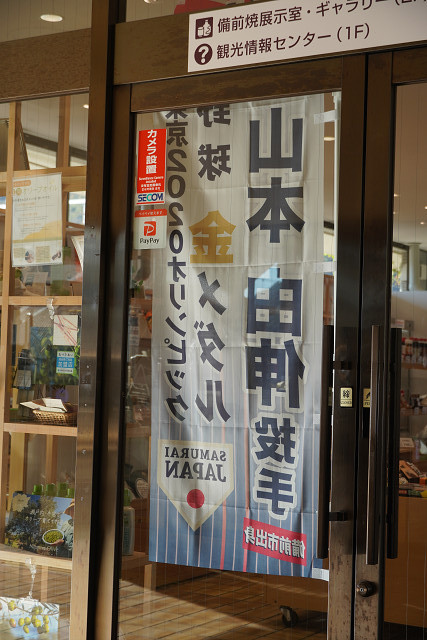 備前焼展示室・ギャラリー
観光情報センター（1F）
山本 由伸 投手
備前市出身
野球 金メダル
東京2020オリンピック
SAMURAI
JAPAN
カメラ設置
SECOM
PayPay